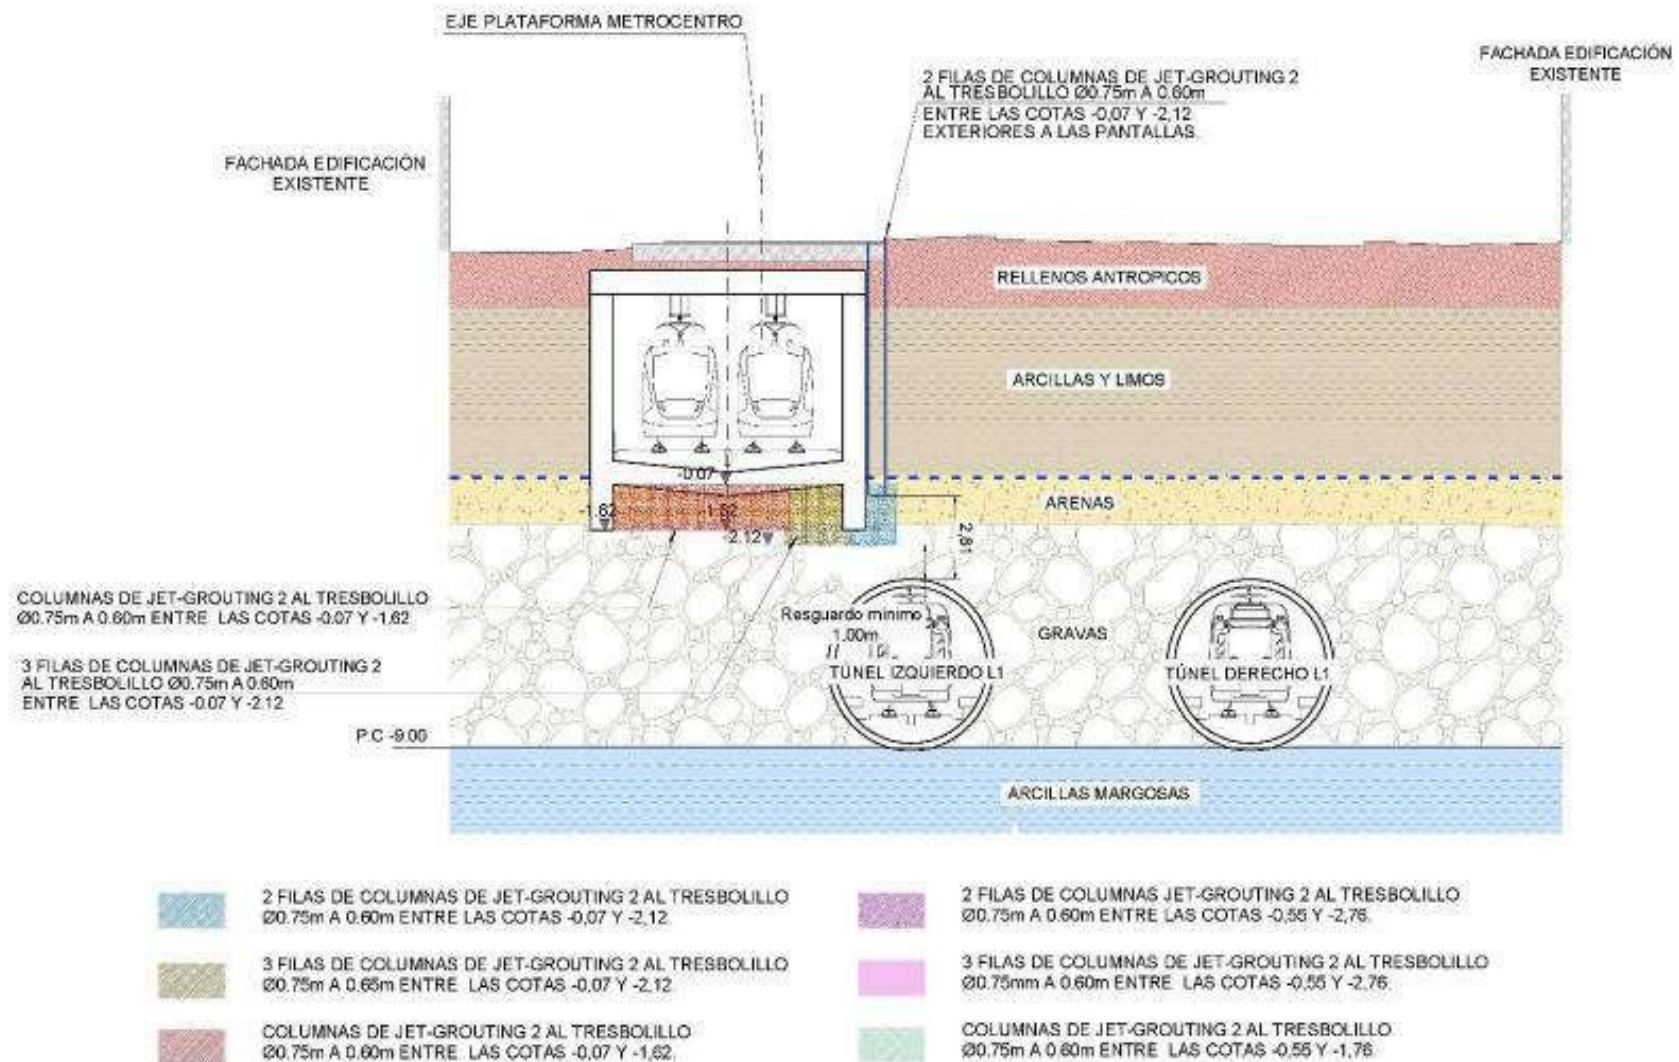 EJE PLATAFORMA METROCENTRO
FACHADA EDIFICACIÓN
EXISTENTE
2 FILAS DE COLUMNAS DE JET-GROUTING 2
AL TRESBOLILLO Ø0.75m A 0.60m
ENTRE LAS COTAS -0,07 Y -2,12
EXTERIORES A LAS PANTALLAS.
FACHADA EDIFICACIÓN
EXISTENTE
RELLENOS ANTROPICOS
ARCILLAS Y LIMOS
-0.07
ARENAS
-1.62
-1.62
-2.12
2,81
COLUMNAS DE JET-GROUTING 2 AL TRESBOLILLO
Ø0.75m A 0.60m ENTRE LAS COTAS -0.07 Y -1.62
Resguardo mínimo
1.00m
GRAVAS
3 FILAS DE COLUMNAS DE JET-GROUTING 2
AL TRESBOLILLO Ø0.75m A 0.60m
ENTRE LAS COTAS -0.07 Y -2.12
TÚNEL IZQUIERDO L1
TÚNEL DERECHO L1
P C -9.00
ARCILLAS MARGOSAS
2 FILAS DE COLUMNAS DE JET-GROUTING 2 AL TRESBOLILLO
Ø0.75m A 0.60m ENTRE LAS COTAS -0,07 Y -2,12.
3 FILAS DE COLUMNAS DE JET-GROUTING 2 AL TRESBOLILLO
Ø0.75m A 0.65m ENTRE LAS COTAS -0,07 Y -2,12.
COLUMNAS DE JET-GROUTING 2 AL TRESBOLILLO
Ø0.75m A 0.60m ENTRE LAS COTAS -0,07 Y -1,62.
2 FILAS DE COLUMNAS JET-GROUTING 2 AL TRESBOLILLO
Ø0.75m A 0.60m ENTRE LAS COTAS -0,55 Y -2,76.
3 FILAS DE COLUMNAS DE JET-GROUTING 2 AL TRESBOLILLO
Ø0.75mm A 0.60m ENTRE LAS COTAS -0,55 Y -2,76.
COLUMNAS DE JET-GROUTING 2 AL TRESBOLILLO
Ø0.75m A 0.60m ENTRE LAS COTAS -0,55 Y -1,76.